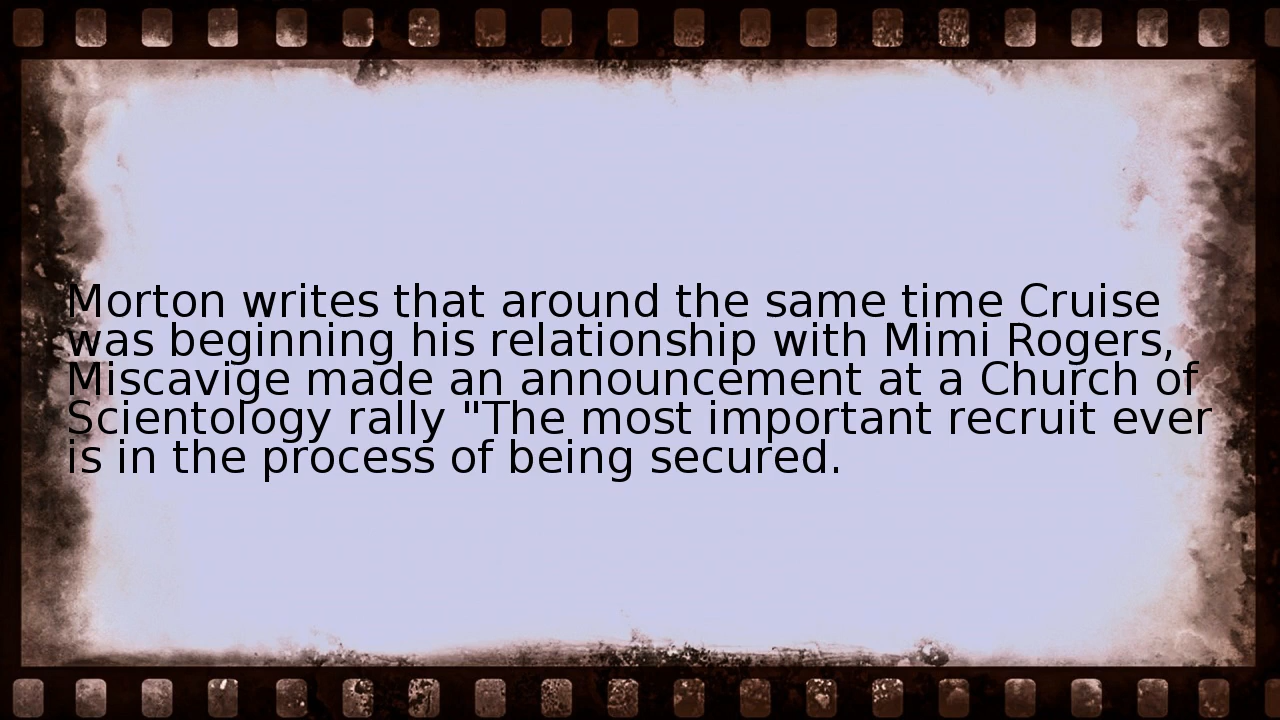 Morton writes that around the same time Cruise
was beginning his relationship with Mimi Rogers,
Miscavige made an announcement at a Church of
Scientology rally "The most important recruit ever
is in the process of being secured.